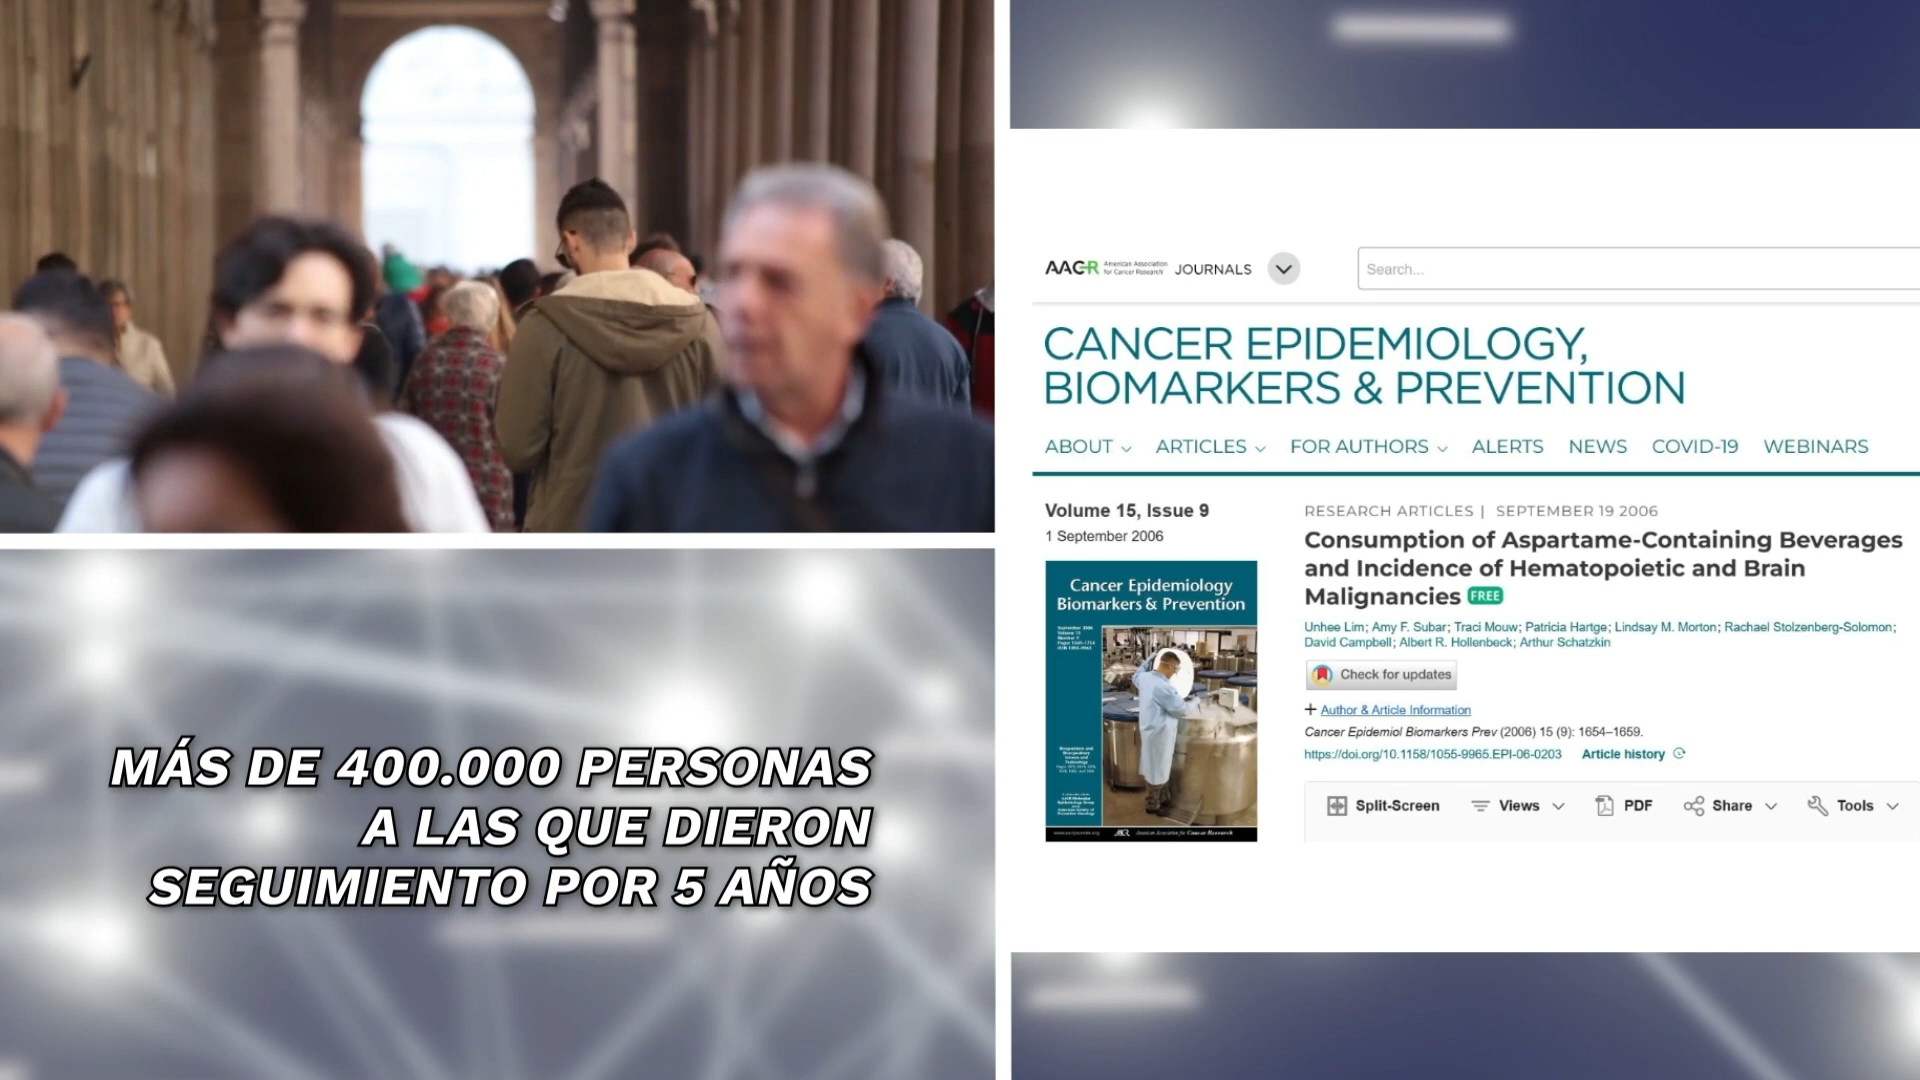 MÁS DE 400.000 PERSONAS
A LAS QUE DIERON
SEGUIMIENTO POR 5 AÑOS
AACR American Association
for Cancer Research
JOURNALS
Search...
CANCER EPIDEMIOLOGY,
BIOMARKERS & PREVENTION
ABOUT ARTICLES FOR AUTHORS ALERTS NEWS COVID-19 WEBINARS
Volume 15, Issue 9
1 September 2006
Cancer Epidemiology
Biomarkers & Prevention
RESEARCH ARTICLES | SEPTEMBER 19 2006
Consumption of Aspartame-Containing Beverages
and Incidence of Hematopoietic and Brain
Malignancies FREE
Unhee Lim; Amy F. Subar; Traci Mouw; Patricia Hartge; Lindsay M. Morton; Rachael Stolzenberg-Solomon;
David Campbell; Albert R. Hollenbeck; Arthur Schatzkin
Check for updates
+ Author & Article Information
Cancer Epidemiol Biomarkers Prev (2006) 15 (9): 1654–1659.
https://doi.org/10.1158/1055-9965.EPI-06-0203 Article history
Split-Screen Views PDF Share Tools